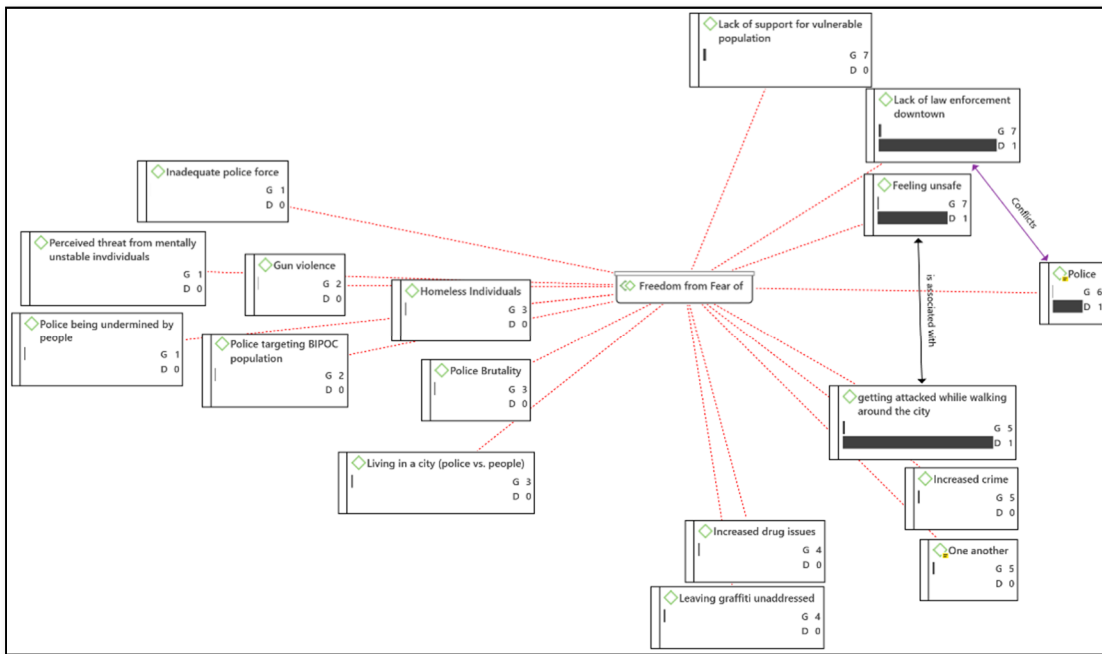 Lack of support for vulnerable
population
G 7
D 0
Lack of law enforcement
downtown
G 7
D 1
Inadequate police force
G 1
D 0
Feeling unsafe
G 7
D 1
Conflicts
Perceived threat from mentally
unstable invdividuals
G 1
D 0
Gun violence
G 2
D 0
Police
G 6
D 1
Homeless Individuals
G 3
D 0
Freedom from Fear of
is associated with
Police being undermined by
people
G 1
D 0
Police targeting BIPOC
population
G 2
D 0
Police Brutality
G 3
D 0
getting attacked whilie walking
around the city
G 5
D 1
Living in a city (police vs. people)
G 3
D 0
Increased crime
G 5
D 0
Increased drug issues
G 4
D 0
One another
G 5
D 0
Leaving graffiti unaddressed
G 4
D 0